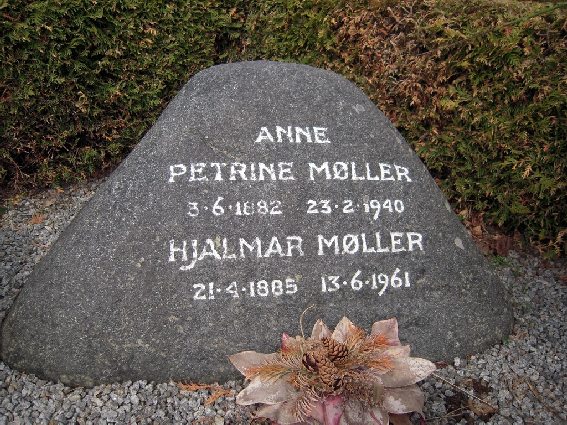 ANNE
PETRINE MØLLER
3·6·1882 23·2·1940
HJALMAR MØLLER
21·4·1885 13·6·1961